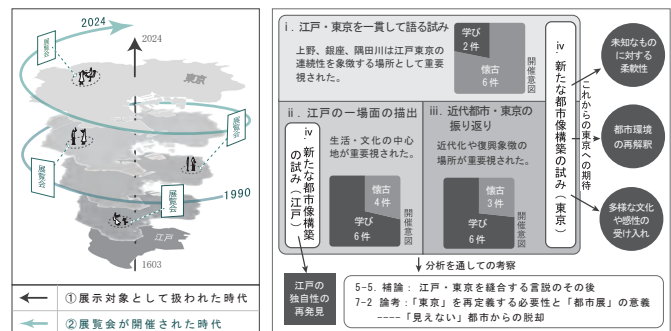 2024
2024
展覧会
東京
展覧会
展覧会
展覧会
1990
江戸
1603
①展示対象として扱われた時代
②展覧会が開催された時代
ⅰ. 江戸・東京を一貫して語る試み
上野、銀座、隅田川は江戸東京の
連続性を象徴する場所として重要
視された。
学び
2件
懐古
6件
開催意図
ⅱ. 江戸の一場面の描出
生活・文化の中心
地が重要視された。
ⅳ. 新たな都市像構築
の試み（江戸）
懐古
4件
学び
6件
開催意図
ⅲ. 近代都市・東京の
振り返り
近代化や復興象徴の
場所が重要視された。
懐古
3件
学び
6件
開催意図
ⅳ. 新たな都市像構築の試み（東京）
これからの東京への期待
未知なもの
に対する
柔軟性
都市環境
の再解釈
多様な文化
や感性の
受け入れ
江戸の
独自性の
再発見
分析を通しての考察
5-5. 補論： 江戸・東京を縫合する言説のその後
7-2 論考：「東京」を再定義する必要性と「都市展」の意義
----「見えない」都市からの脱却